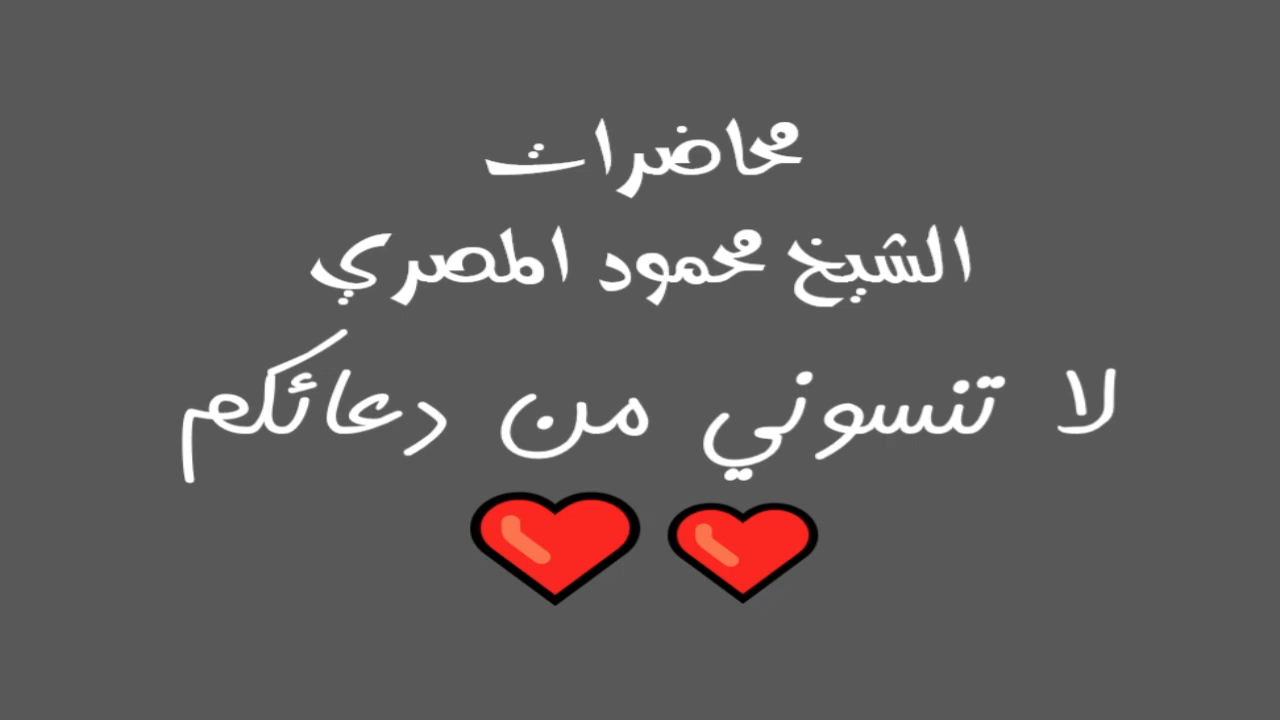 محاضرات
الشيخ محمود المصري
لا تنسوني من دعائكم